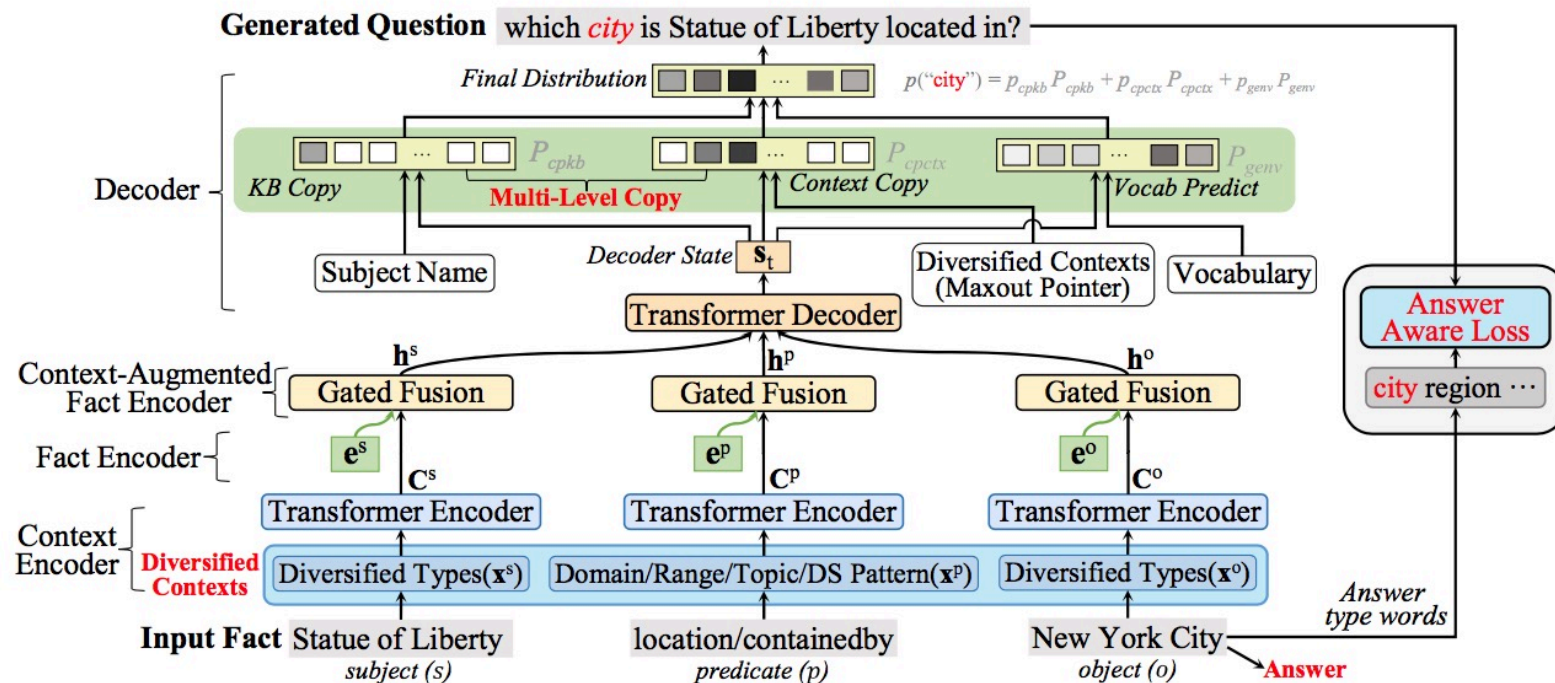 Generated Question which city is Statue of Liberty located in?
Final Distribution ... p("city") = p_cpkb P_cpkb + p_cpctx P_cpctx + p_genv P_genv
... P_cpkb ... P_cpctx ... P_genv
KB Copy Multi-Level Copy Context Copy Vocab Predict
Decoder
Decoder State s_t
Subject Name
Diversified Contexts
(Maxout Pointer)
Vocabulary
Transformer Decoder
Answer
Aware Loss
city region ···
h^s h^p h^o
Context-Augmented
Fact Encoder
Gated Fusion Gated Fusion Gated Fusion
Fact Encoder
e^s e^p e^o
C^s C^p C^o
Transformer Encoder Transformer Encoder Transformer Encoder
Context
Encoder
Diversified
Contexts
Diversified Types(x^s) Domain/Range/Topic/DS Pattern(x^p) Diversified Types(x^o)
Answer
type words
Input Fact Statue of Liberty location/containedby New York City
subject (s) predicate (p) object (o) Answer